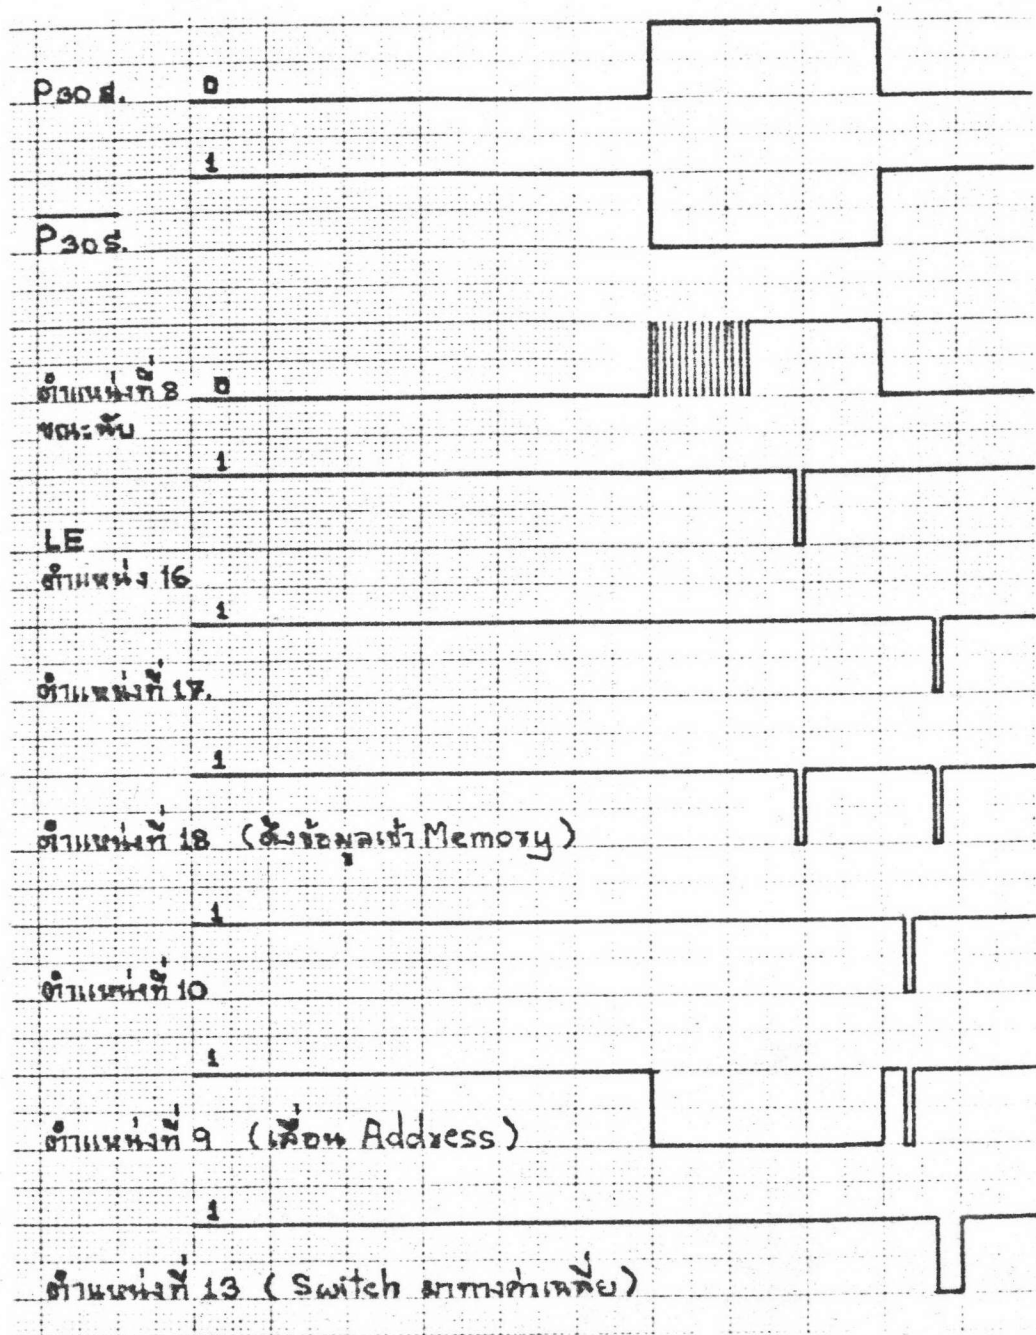 0
P30 ส.
1
P30ส.
ตำแหน่งที่ 8
0
ขณะนับ
1
LE
ตำแหน่ง 16
1
ตำแหน่งที่ 17.
1
ตำแหน่งที่ 18 (ดึงข้อมูลเข้า Memory)
1
ตำแหน่งที่ 10
1
ตำแหน่งที่ 9 (เลื่อน Address)
1
ตำแหน่งที่ 13 (Switch มาทางค่าเฉลี่ย)